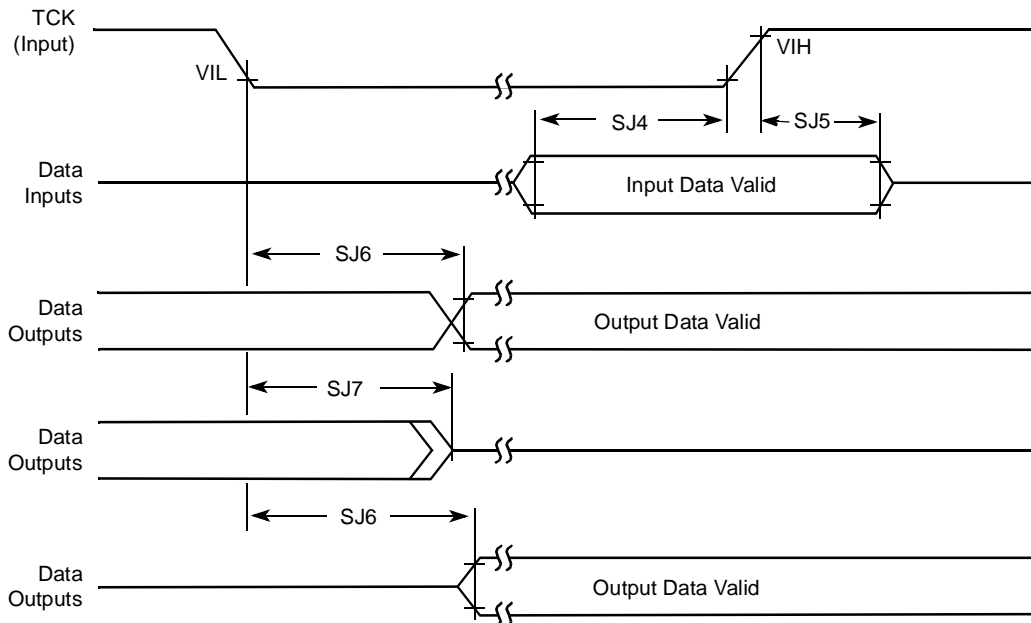 TCK
(Input)
VIL
VIH
SJ4
SJ5
Data
Inputs
Input Data Valid
SJ6
Data
Outputs
Output Data Valid
SJ7
Data
Outputs
SJ6
Data
Outputs
Output Data Valid